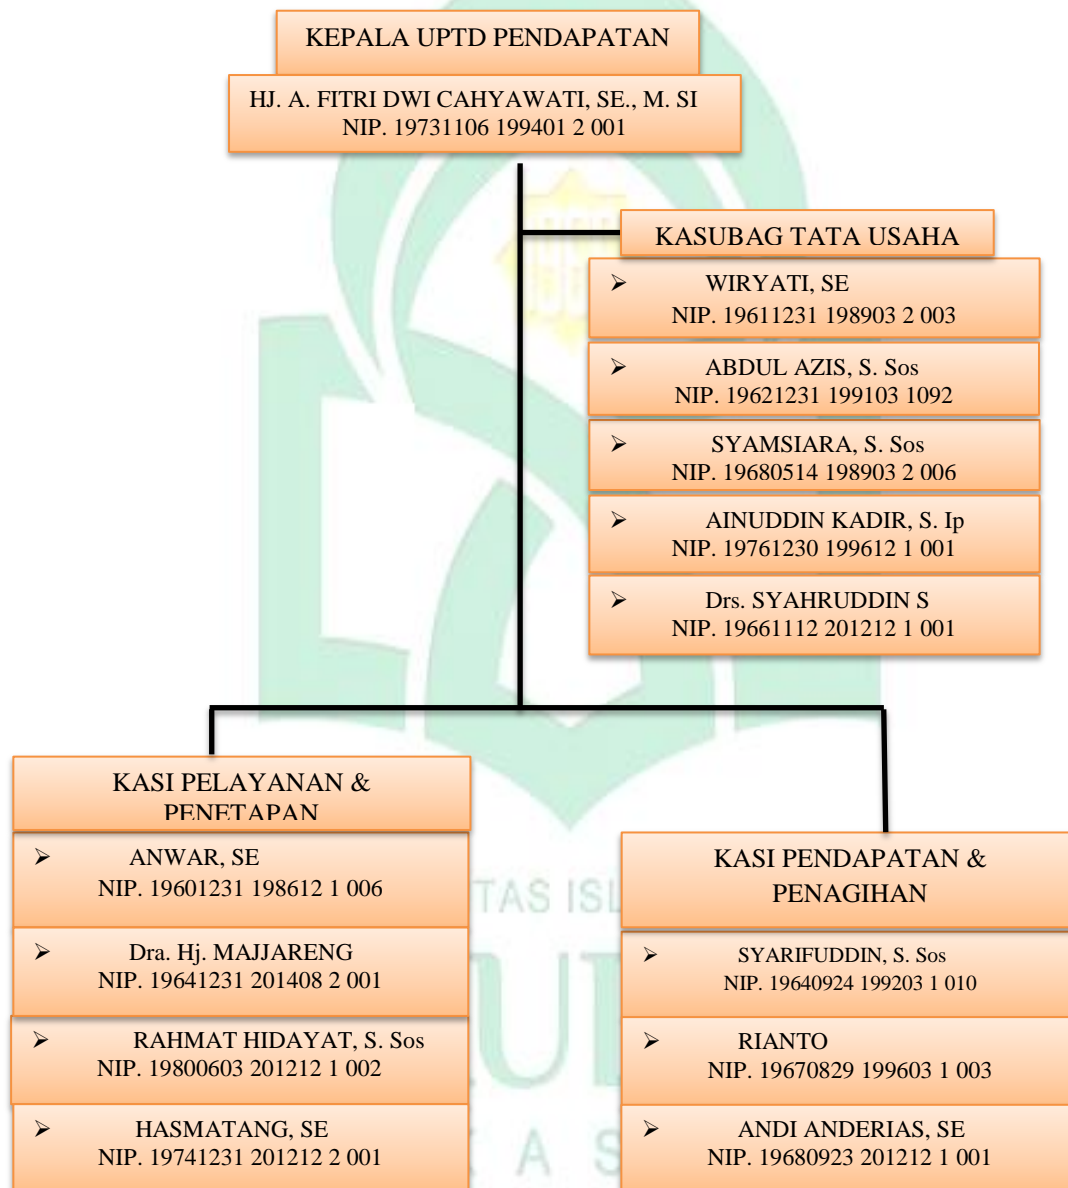 KEPALA UPTD PENDAPATAN
HJ. A. FITRI DWI CAHYAWATI, SE., M. SI
NIP. 19731106 199401 2 001
KASUBAG TATA USAHA
➢ WIRYATI, SE
NIP. 19611231 198903 2 003
➢ ABDUL AZIS, S. Sos
NIP. 19621231 199103 1092
➢ SYAMSIARA, S. Sos
NIP. 19680514 198903 2 006
➢ AINUDDIN KADIR, S. Ip
NIP. 19761230 199612 1 001
➢ Drs. SYAHRUDDIN S
NIP. 19661112 201212 1 001
KASI PELAYANAN &
PENETAPAN
➢ ANWAR, SE
NIP. 19601231 198612 1 006
➢ Dra. Hj. MAJJARENG
NIP. 19641231 201408 2 001
➢ RAHMAT HIDAYAT, S. Sos
NIP. 19800603 201212 1 002
➢ HASMATANG, SE
NIP. 19741231 201212 2 001
KASI PENDAPATAN &
PENAGIHAN
➢ SYARIFUDDIN, S. Sos
NIP. 19640924 199203 1 010
➢ RIANTO
NIP. 19670829 199603 1 003
➢ ANDI ANDERIAS, SE
NIP. 19680923 201212 1 001